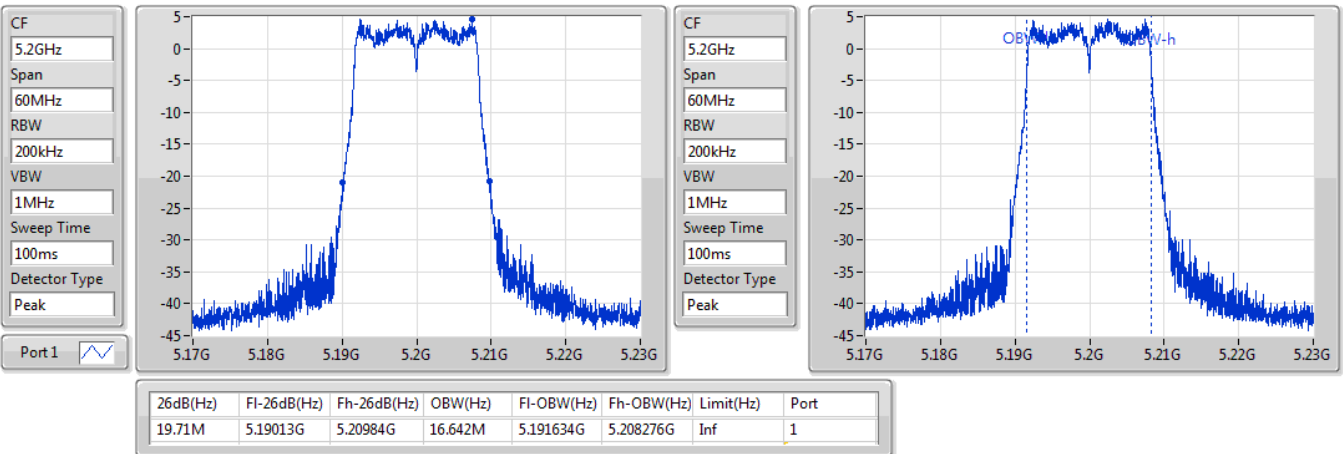 CF
5.2GHz
Span
60MHz
RBW
200kHz
VBW
1MHz
Sweep Time
100ms
Detector Type
Peak
Port 1
5
0
-5
-10
-15
-20
-25
-30
-35
-40
-45
5.17G 5.18G 5.19G 5.2G 5.21G 5.22G 5.23G
CF
5.2GHz
Span
60MHz
RBW
200kHz
VBW
1MHz
Sweep Time
100ms
Detector Type
Peak
5
0
-5
-10
-15
-20
-25
-30
-35
-40
-45
5.17G 5.18G 5.19G 5.2G 5.21G 5.22G 5.23G
26dB(Hz) Fl-26dB(Hz) Fh-26dB(Hz) OBW(Hz) Fl-OBW(Hz) Fh-OBW(Hz) Limit(Hz) Port
19.71M 5.19013G 5.20984G 16.642M 5.191634G 5.208276G Inf 1